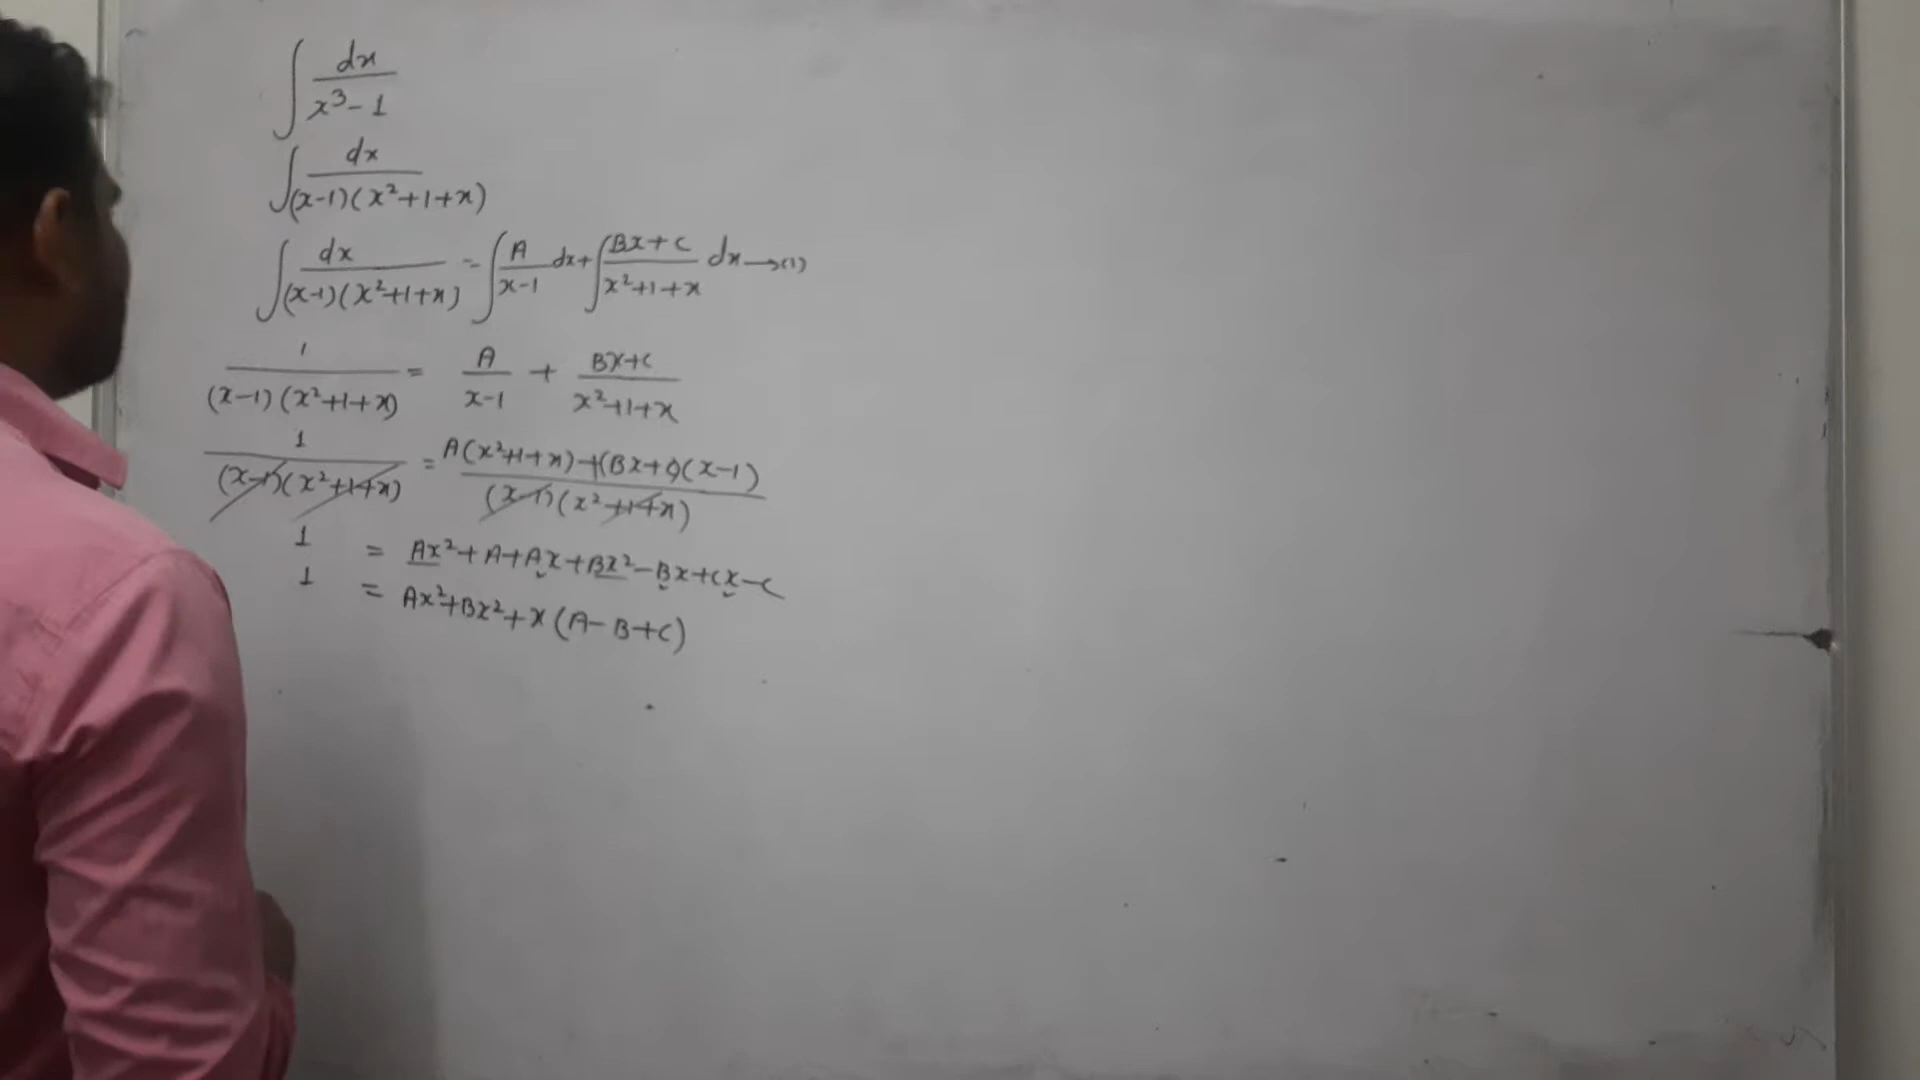 ∫ dx / x³-1
∫ dx / (x-1)(x²+1+x)
∫ dx / (x-1)(x²+1+x) = ∫ A / x-1 dx + ∫ Bx+C / x²+1+x dx →(1)
1 / (x-1)(x²+1+x) = A / x-1 + Bx+C / x²+1+x
1 / (x-1)(x²+1+x) = A(x²+1+x)+(Bx+C)(x-1) / (x-1)(x²+1+x)
1 = Ax²+A+Ax+Bx²-Bx+Cx-C
1 = Ax²+Bx²+x(A-B+C)